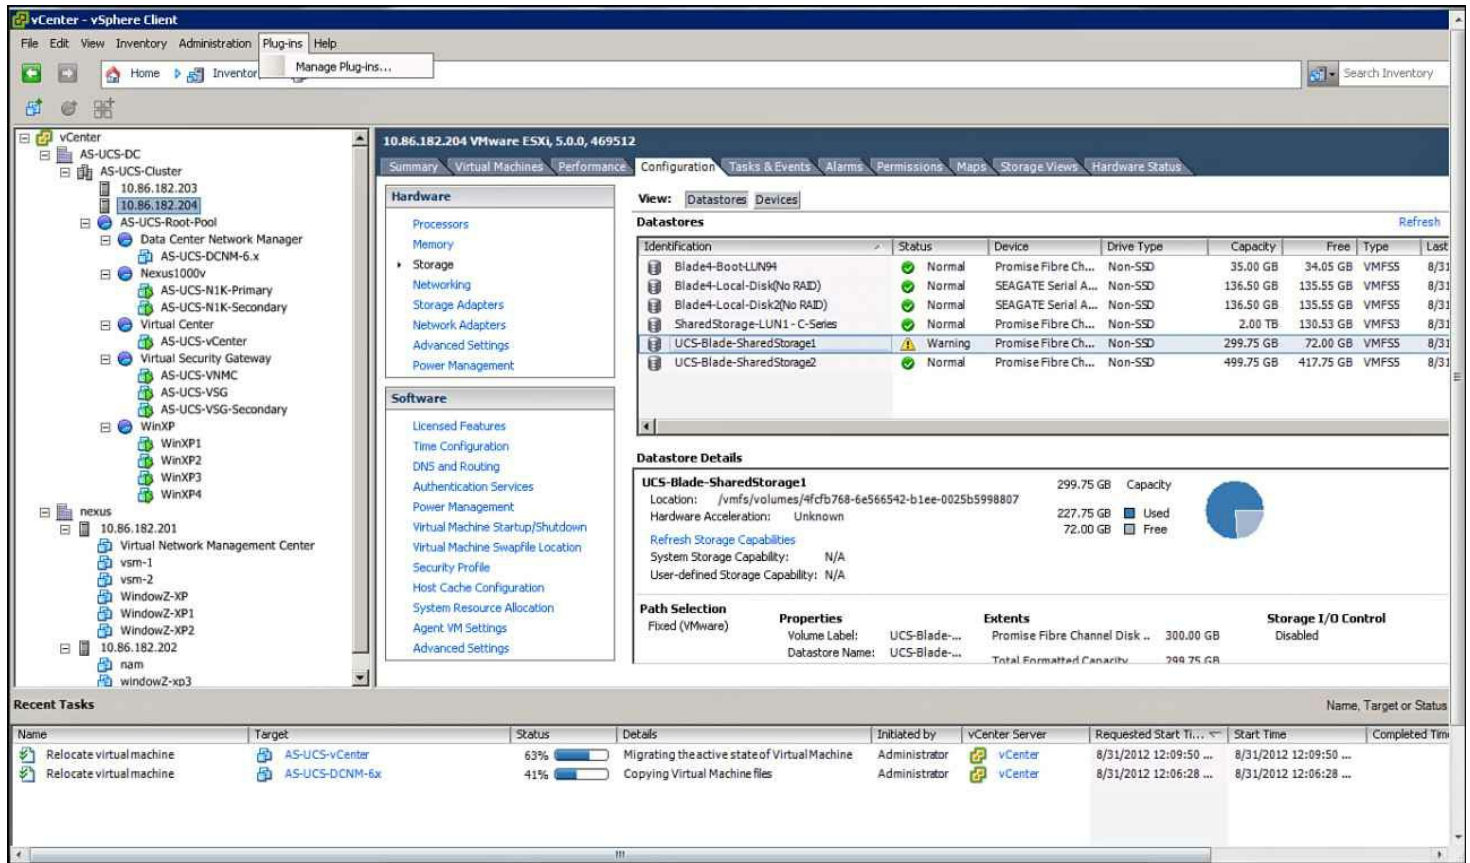 vCenter - vSphere Client
File Edit View Inventory Administration Plug-ins Help
Manage Plug-ins...
Home Inventor
Search Inventory
vCenter
AS-UCS-DC
AS-UCS-Cluster
10.86.182.203
10.86.182.204
AS-UCS-Root-Pool
Data Center Network Manager
AS-UCS-DCNM-6.x
Nexus1000v
AS-UCS-N1K-Primary
AS-UCS-N1K-Secondary
Virtual Center
AS-UCS-vCenter
Virtual Security Gateway
AS-UCS-VNMC
AS-UCS-VSG
AS-UCS-VSG-Secondary
WinXP
WinXP1
WinXP2
WinXP3
WinXP4
nexus
10.86.182.201
Virtual Network Management Center
vsm-1
vsm-2
WindowZ-XP
WindowZ-XP1
WindowZ-XP2
10.86.182.202
nam
windowZ-xp3
10.86.182.204 VMware ESXi, 5.0.0, 469512
Summary Virtual Machines Performance Configuration Tasks & Events Alarms Permissions Maps Storage Views Hardware Status
Hardware
Processors
Memory
Storage
Networking
Storage Adapters
Network Adapters
Advanced Settings
Power Management
Software
Licensed Features
Time Configuration
DNS and Routing
Authentication Services
Power Management
Virtual Machine Startup/Shutdown
Virtual Machine Swapfile Location
Security Profile
Host Cache Configuration
System Resource Allocation
Agent VM Settings
Advanced Settings
View: Datastores Devices
Datastores Refresh
Identification Status Device Drive Type Capacity Free Type Last
Blade4-Boot-LUN94 Normal Promise Fibre Ch... Non-SSD 35.00 GB 34.05 GB VMFS5 8/31
Blade4-Local-Disk(No RAID) Normal SEAGATE Serial A... Non-SSD 136.50 GB 135.55 GB VMFS5 8/31
Blade4-Local-Disk2(No RAID) Normal SEAGATE Serial A... Non-SSD 136.50 GB 135.55 GB VMFS5 8/31
SharedStorage-LUN1 - C-Series Normal Promise Fibre Ch... Non-SSD 2.00 TB 130.53 GB VMFS3 8/31
UCS-Blade-SharedStorage1 Warning Promise Fibre Ch... Non-SSD 299.75 GB 72.00 GB VMFS5 8/31
UCS-Blade-SharedStorage2 Normal Promise Fibre Ch... Non-SSD 499.75 GB 417.75 GB VMFS5 8/31
Datastore Details
UCS-Blade-SharedStorage1 299.75 GB Capacity
Location: /vmfs/volumes/4fcfb768-6e566542-b1ee-0025b5998807
Hardware Acceleration: Unknown 227.75 GB Used
72.00 GB Free
Refresh Storage Capabilities
System Storage Capability: N/A
User-defined Storage Capability: N/A
Path Selection Properties Extents Storage I/O Control
Fixed (VMware) Volume Label: UCS-Blade-... Promise Fibre Channel Disk .. 300.00 GB Disabled
Datastore Name: UCS-Blade-...
Total Formatted Capacity 299.75 GB
Recent Tasks Name, Target or Status
Name Target Status Details Initiated by vCenter Server Requested Start Ti... Start Time Completed Time
Relocate virtual machine AS-UCS-vCenter 63% Migrating the active state of Virtual Machine Administrator vCenter 8/31/2012 12:09:50 ... 8/31/2012 12:09:50 ...
Relocate virtual machine AS-UCS-DCNM-6x 41% Copying Virtual Machine files Administrator vCenter 8/31/2012 12:06:28 ... 8/31/2012 12:06:28 ...